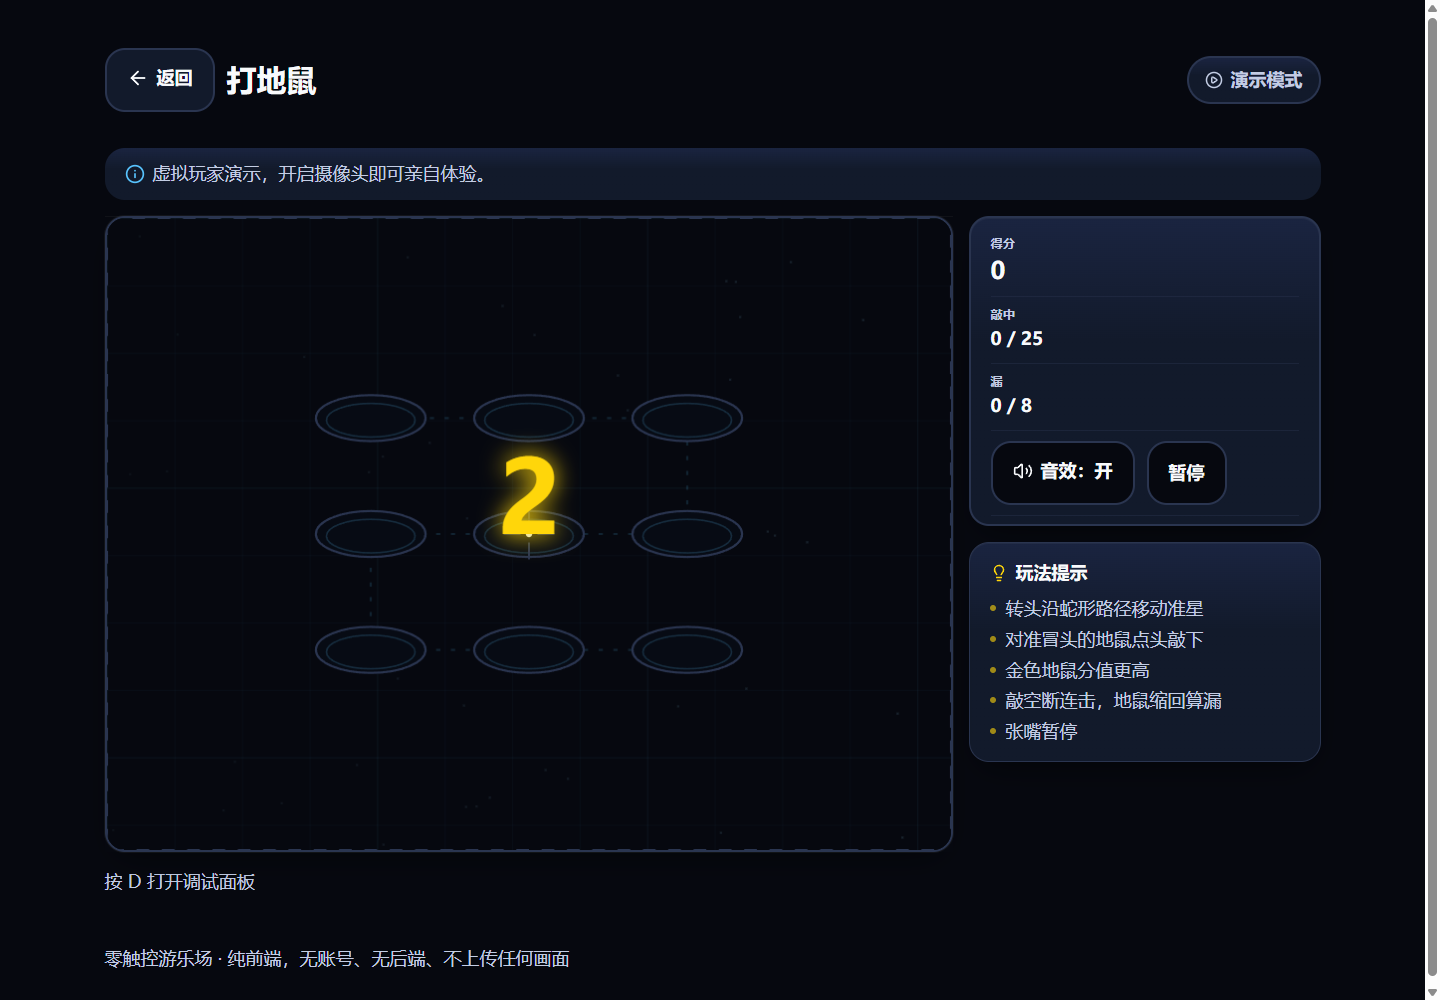 返回
打地鼠
演示模式
虚拟玩家演示，开启摄像头即可亲自体验。
得分
0
敲中
0 / 25
漏
0 / 8
音效：开
暂停
2
玩法提示
转头沿蛇形路径移动准星
对准冒头的地鼠点头敲下
金色地鼠分值更高
敲空断连击，地鼠缩回算漏
张嘴暂停
按 D 打开调试面板
零触控游乐场 · 纯前端，无账号、无后端、不上传任何画面